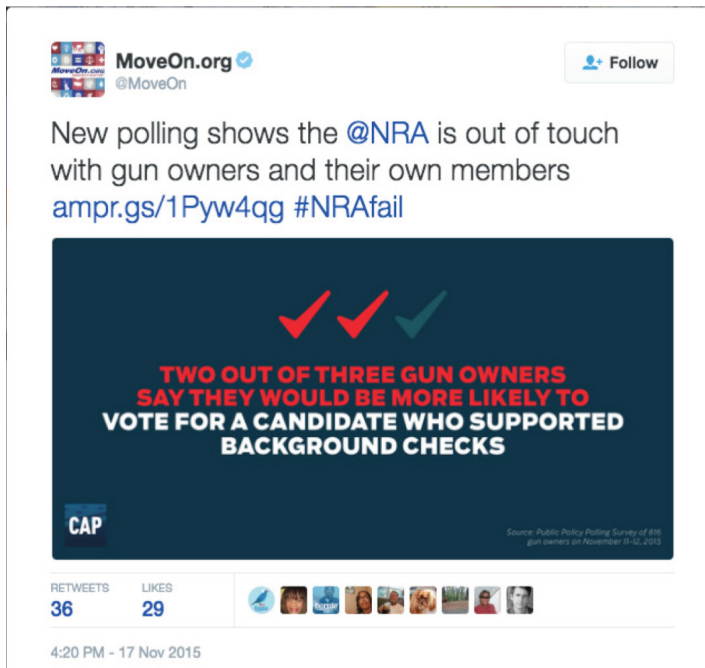 MoveOn.org
Follow
@MoveOn
New polling shows the @NRA is out of touch
with gun owners and their own members
ampr.gs/1Pyw4qg #NRAfail
TWO OUT OF THREE GUN OWNERS
SAY THEY WOULD BE MORE LIKELY TO
VOTE FOR A CANDIDATE WHO SUPPORTED
BACKGROUND CHECKS
CAP
Source: Public Policy Polling Survey of 816
gun owners on November 11-12, 2015
RETWEETS
LIKES
36
29
4:20 PM - 17 Nov 2015